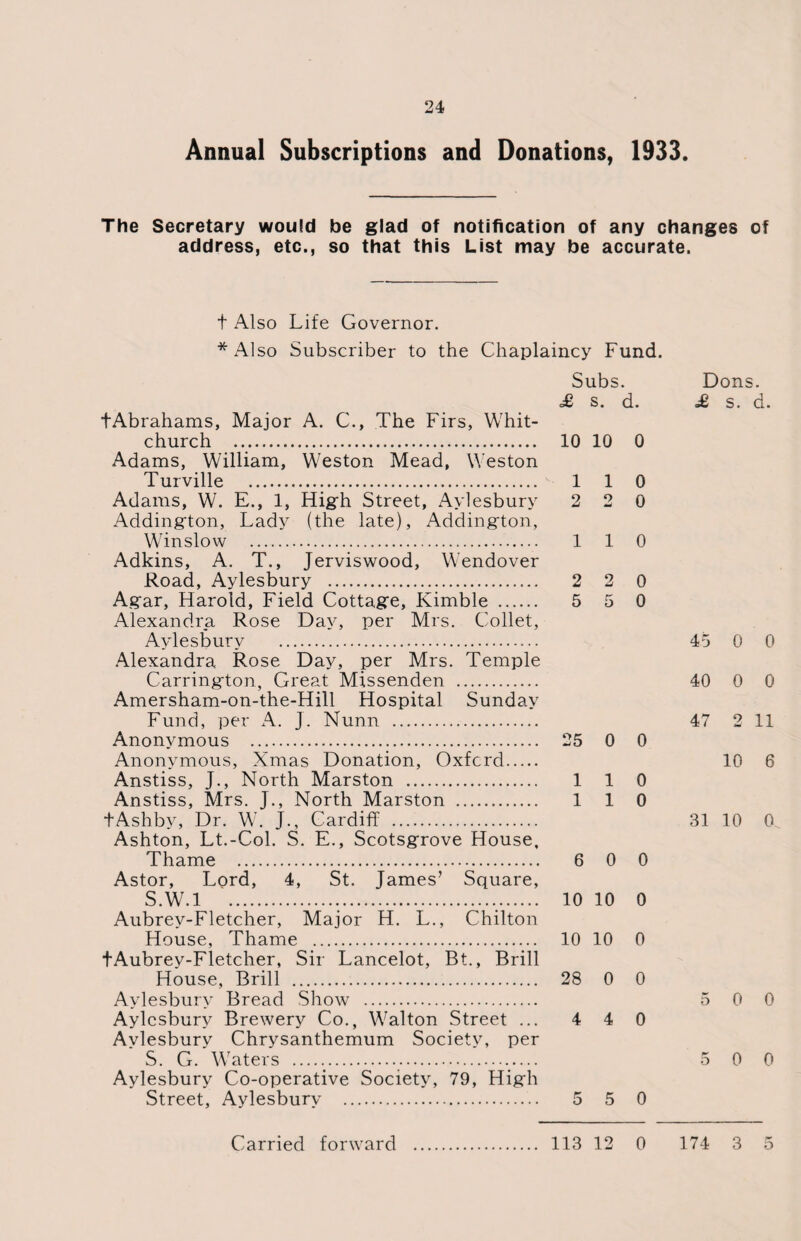 24
Annual Subscriptions and Donations, 1933.
The Secretary would be glad of notification of any changes of
address, etc., so that this List may be accurate.
† Also Life Governor.
* Also Subscriber to the Chaplaincy Fund.
Subs. Dons.
£ s. d. £ s. d.
†Abrahams, Major A. C., The Firs, Whit-
church ........ 10 10 0
Adams, William, Weston Mead, Weston
Turville ........ 1 1 0
Adams, W. E., 1, High Street, Aylesbury 2 2 0
Addington, Lady (the late), Addington,
Winslow ........ 1 1 0
Adkins, A. T., Jerviswood, Wendover
Road, Aylesbury ........ 2 2 0
Agar, Harold, Field Cottage, Kimble ...... 5 5 0
Alexandra Rose Day, per Mrs. Collet,
Aylesbury ........ 45 0 0
Alexandra Rose Day, per Mrs. Temple
Carrington, Great Missenden ........ 40 0 0
Amersham-on-the-Hill Hospital Sunday
Fund, per A. J. Nunn ........ 47 2 11
Anonymous ........ 25 0 0
Anonymous, Xmas Donation, Oxford..... 10 6
Anstiss, J., North Marston ........ 1 1 0
Anstiss, Mrs. J., North Marston ........ 1 1 0
†Ashby, Dr. W. J., Cardiff ........ 31 10 0
Ashton, Lt.-Col. S. E., Scotsgrove House,
Thame ........ 6 0 0
Astor, Lord, 4, St. James' Square,
S.W.1 ........ 10 10 0
Aubrey-Fletcher, Major H. L., Chilton
House, Thame ........ 10 10 0
†Aubrey-Fletcher, Sir Lancelot, Bt., Brill
House, Brill ........ 28 0 0
Aylesbury Bread Show ........ 5 0 0
Aylesbury Brewery Co., Walton Street ... 4 4 0
Aylesbury Chrysanthemum Society, per
S. G. Waters ........ 5 0 0
Aylesbury Co-operative Society, 79, High
Street, Aylesbury ........ 5 5 0
Carried forward ........ 113 12 0 174 3 5